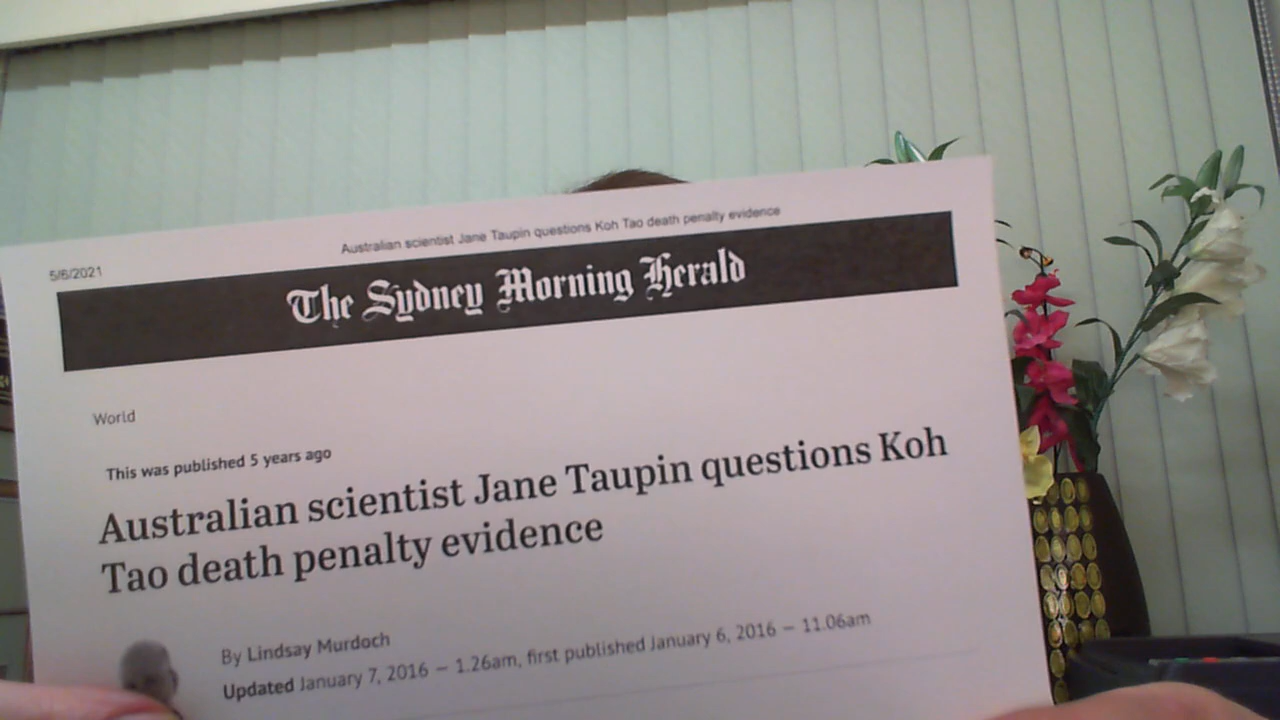 5/6/2021
Australian scientist Jane Taupin questions Koh Tao death penalty evidence
The Sydney Morning Herald
World
This was published 5 years ago
Australian scientist Jane Taupin questions Koh
Tao death penalty evidence
By Lindsay Murdoch
Updated January 7, 2016 — 1.26am, first published January 6, 2016 — 11.06am